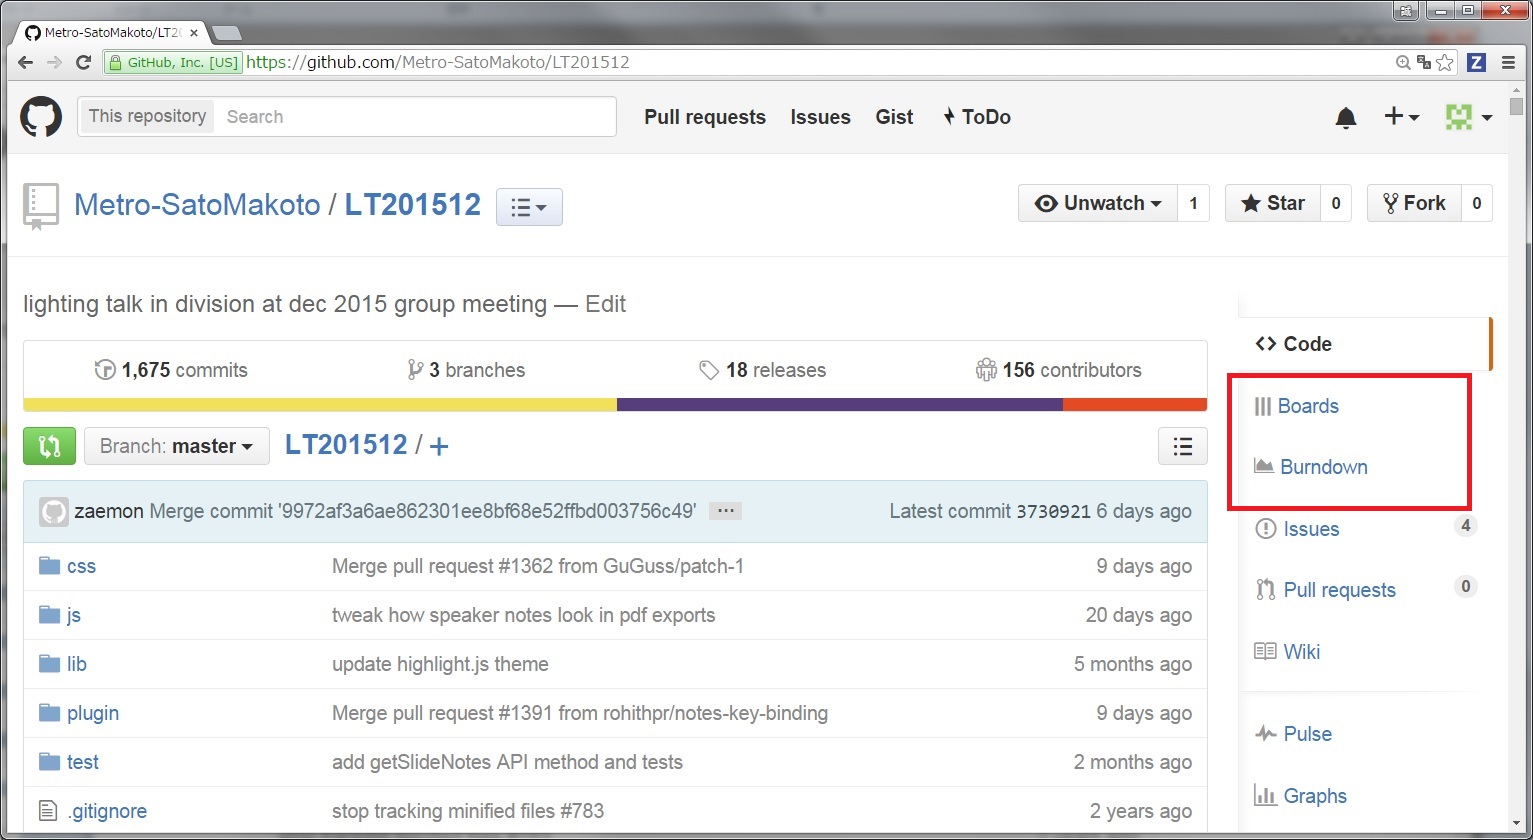 Metro-SatoMakoto/LT20
GitHub, Inc. [US] https://github.com/Metro-SatoMakoto/LT201512 Z
This repository Search Pull requests Issues Gist ToDo
Metro-SatoMakoto / LT201512 Unwatch 1 Star 0 Fork 0
lighting talk in division at dec 2015 group meeting — Edit
1,675 commits 3 branches 18 releases 156 contributors
Branch: master LT201512 / +
zaemon Merge commit '9972af3a6ae862301ee8bf68e52ffbd003756c49' ... Latest commit 3730921 6 days ago
css Merge pull request #1362 from GuGuss/patch-1 9 days ago
js tweak how speaker notes look in pdf exports 20 days ago
lib update highlight.js theme 5 months ago
plugin Merge pull request #1391 from rohithpr/notes-key-binding 9 days ago
test add getSlideNotes API method and tests 2 months ago
.gitignore stop tracking minified files #783 2 years ago
Code
Boards
Burndown
Issues 4
Pull requests 0
Wiki
Pulse
Graphs